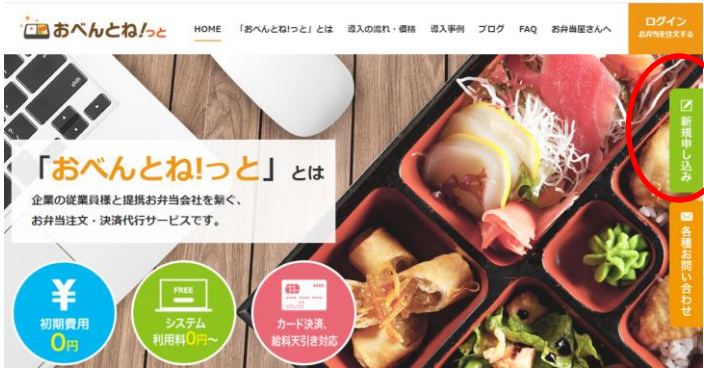 おべんとね!っと
HOME
「おべんとね!っと」とは
導入の流れ・価格
導入事例
ブログ
FAQ
お弁当屋さんへ
ログイン
お弁当を注文する
「おべんとね!っと」とは
企業の従業員様と提携お弁当会社を繋ぐ、
お弁当注文・決済代行サービスです。
新規申し込み
各種お問い合わせ
¥
初期費用
0円
FREE
システム
利用料0円〜
カード決済、
給料天引き対応